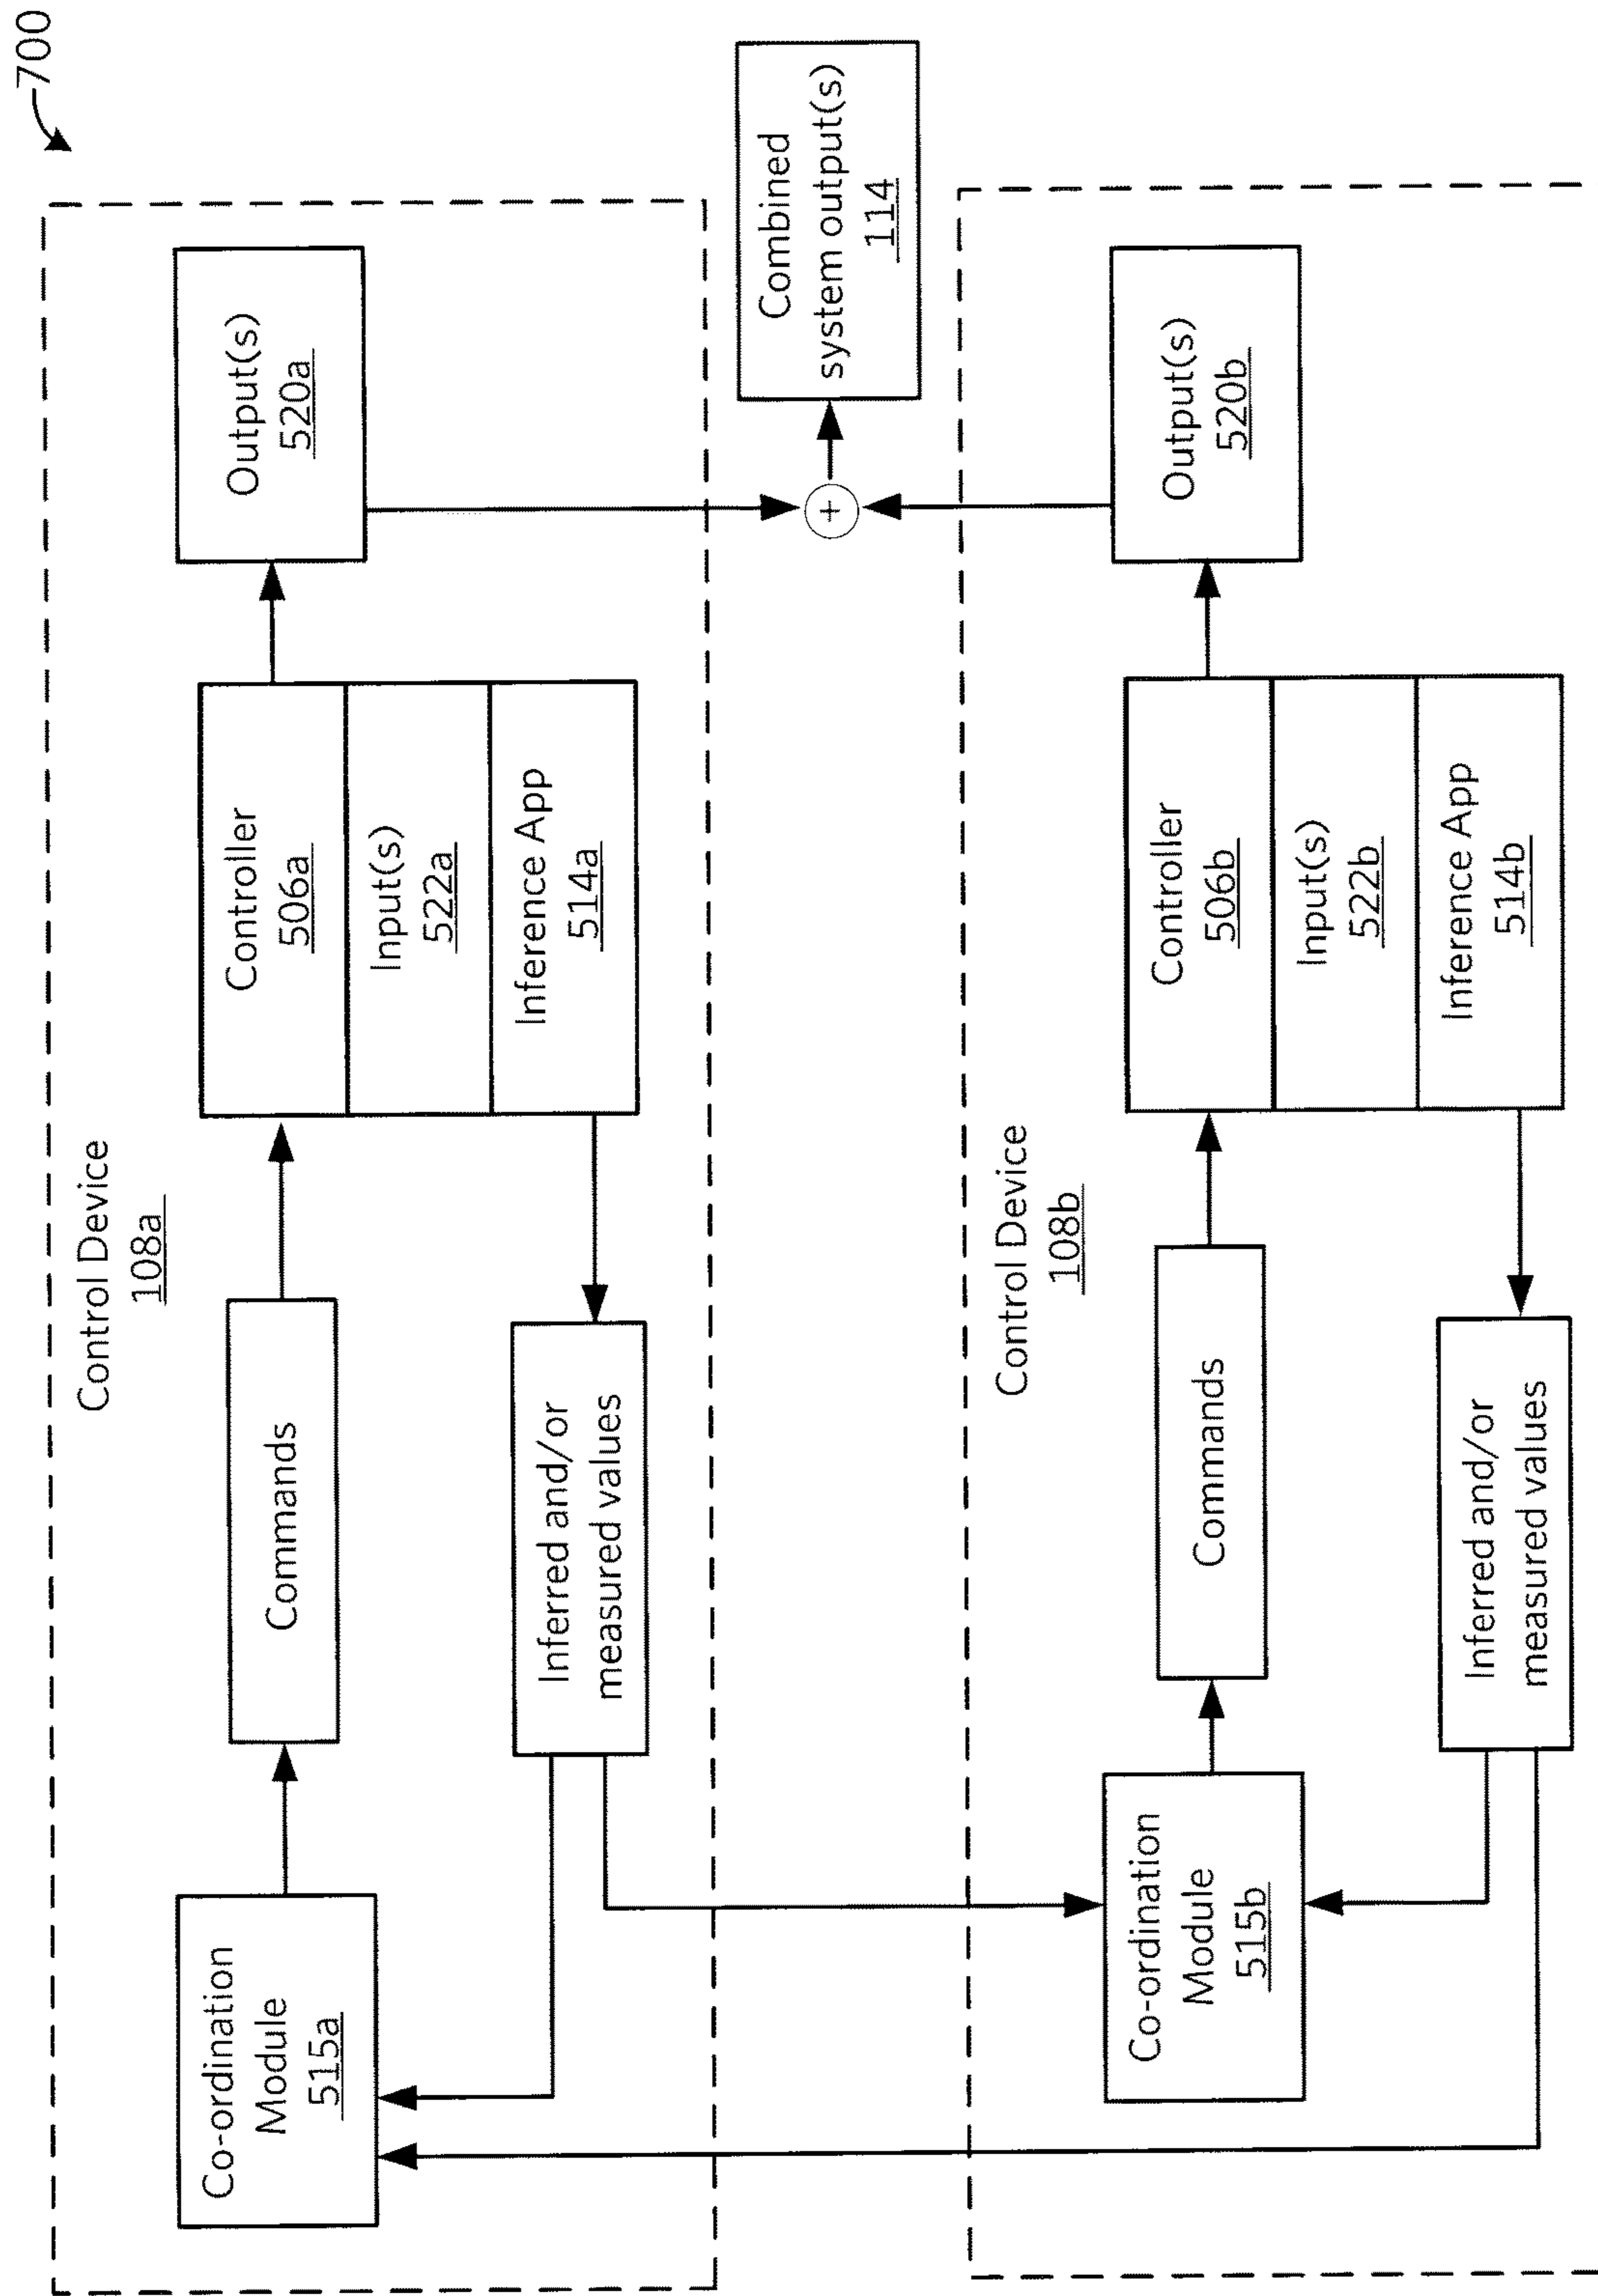 700
Control Device
108a
Co-ordination
Module
515a
Commands
Controller
506a
Input(s)
522a
Inference App
514a
Output(s)
520a
Inferred and/or
measured values
+
Combined
system output(s)
114
Control Device
108b
Co-ordination
Module
515b
Commands
Controller
506b
Input(s)
522b
Inference App
514b
Output(s)
520b
Inferred and/or
measured values